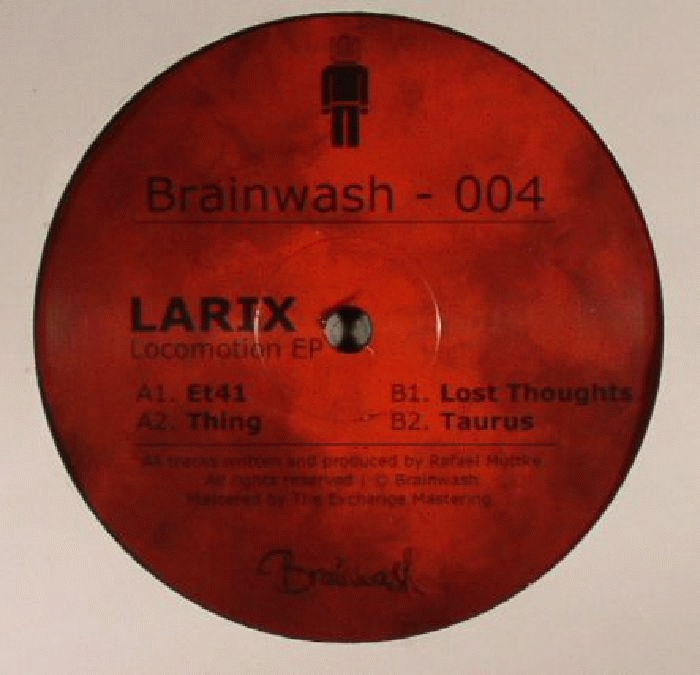 Brainwash - 004
LARIX
Locomotion EP
A1. Et41
A2. Thing
B1. Lost Thoughts
B2. Taurus
All tracks written and produced by Rafael Muttke
All rights reserved | © Brainwash
Mastered by The Exchange Mastering
Brainwash